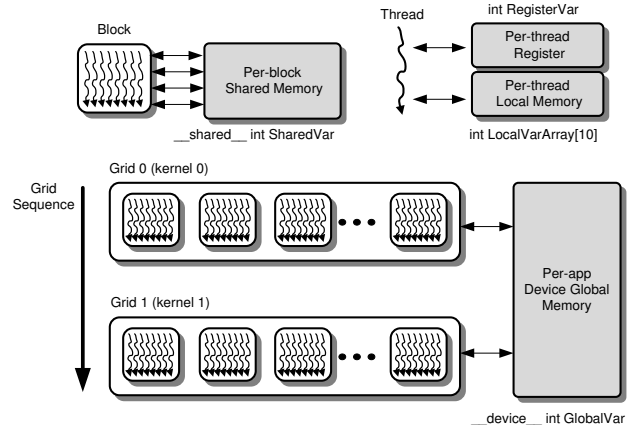 Block
Per-block
Shared Memory
__shared__ int SharedVar
Thread
int RegisterVar
Per-thread
Register
Per-thread
Local Memory
int LocalVarArray[10]
Grid
Sequence
Grid 0 (kernel 0)
Grid 1 (kernel 1)
Per-app
Device Global
Memory
__device__ int GlobalVar